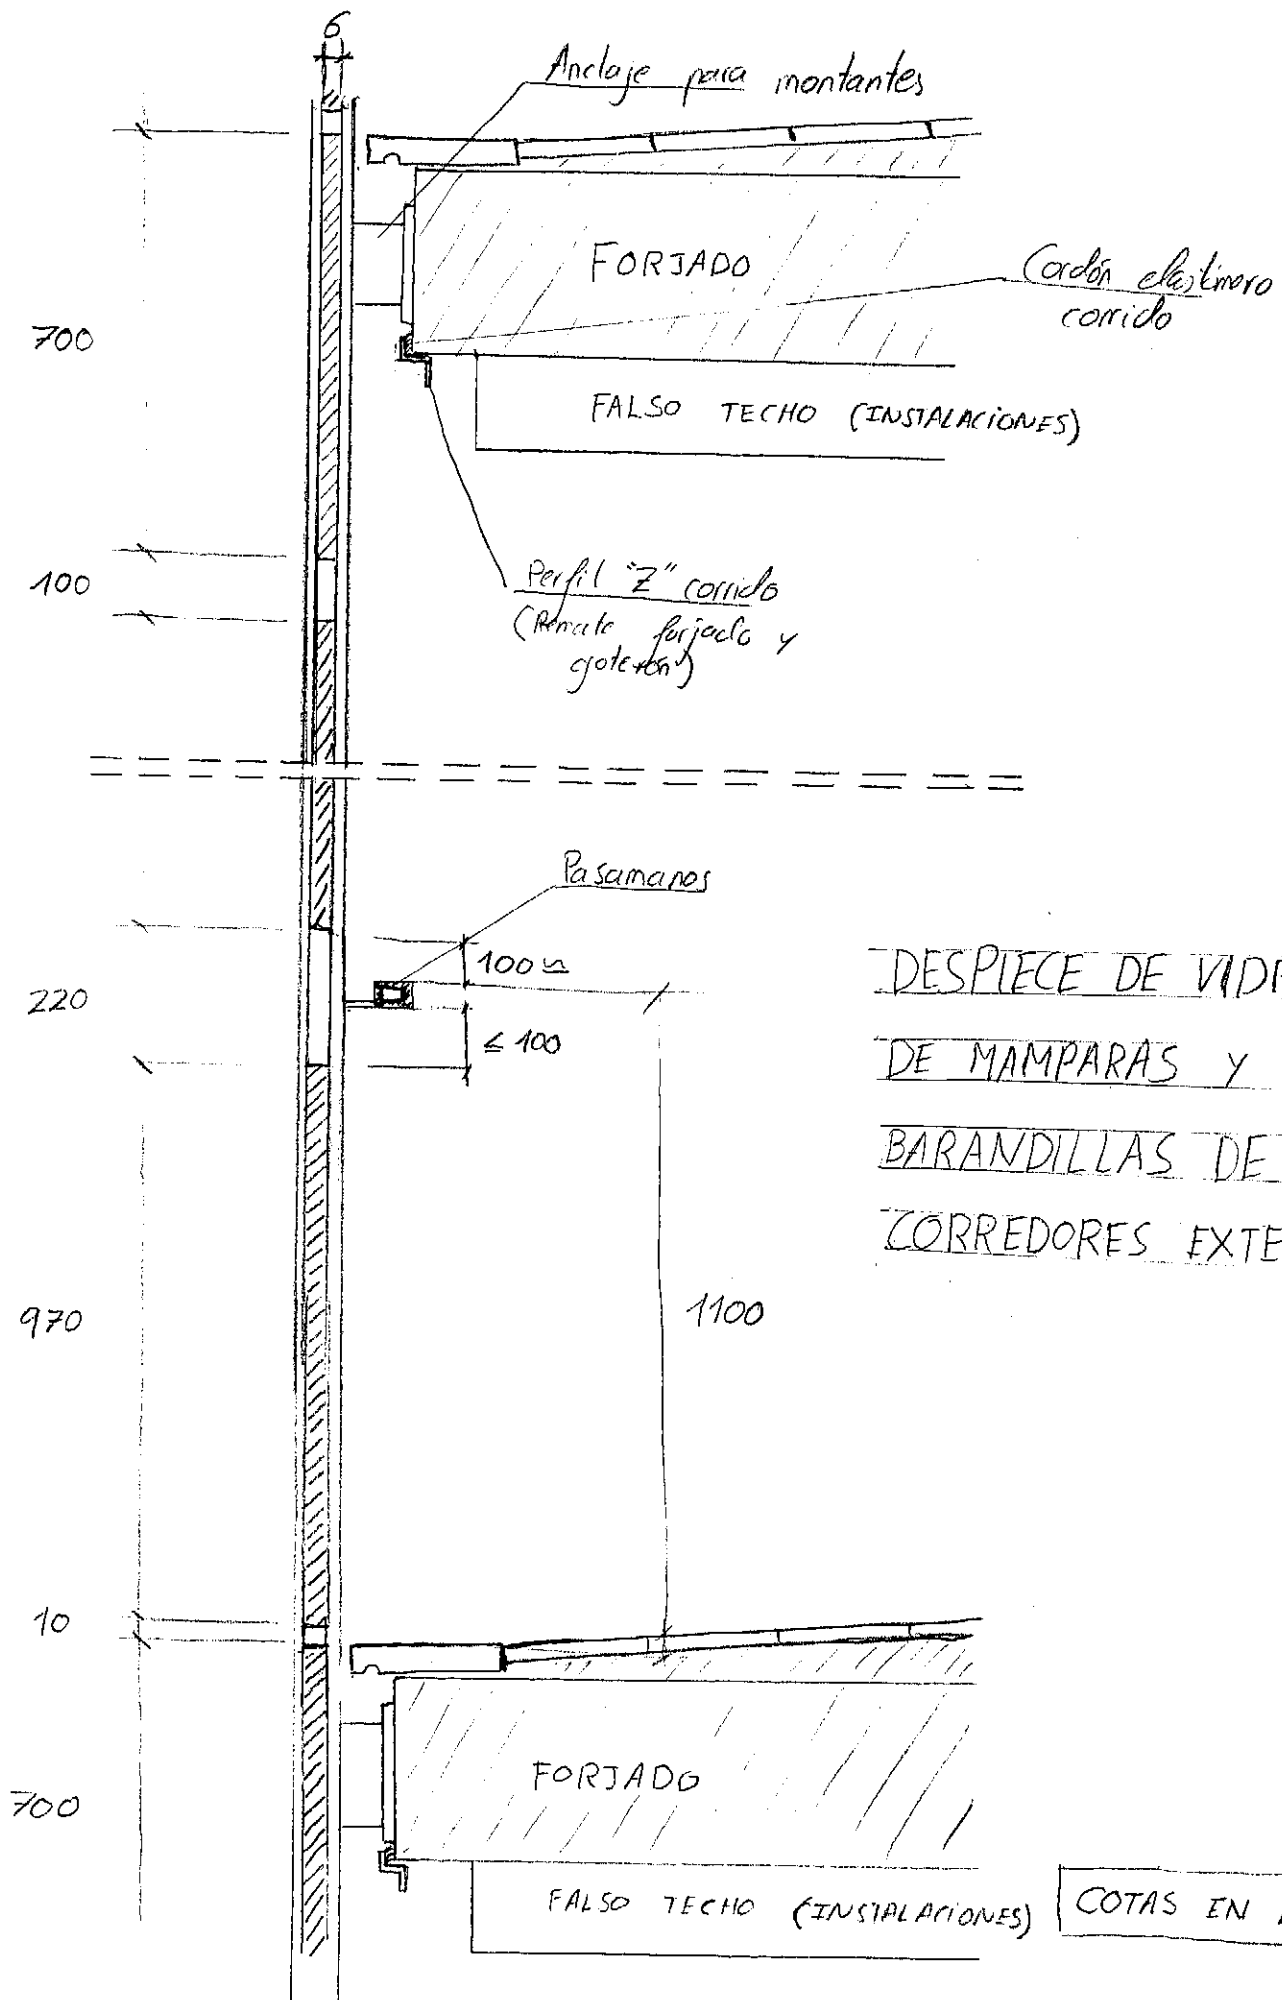 6
Anclaje para montantes
FORJADO
Cordón elastómero
corrido
700
FALSO TECHO (INSTALACIONES)
100
Perfil "Z" corrido
(Remate forjado y
goterón)
Pasamanos
100 ≃
220
≤ 100
DESPIECE DE VIDR
DE MAMPARAS Y
BARANDILLAS DE
CORREDORES EXTE
970
1100
10
FORJADO
700
FALSO TECHO (INSTALACIONES)
COTAS EN